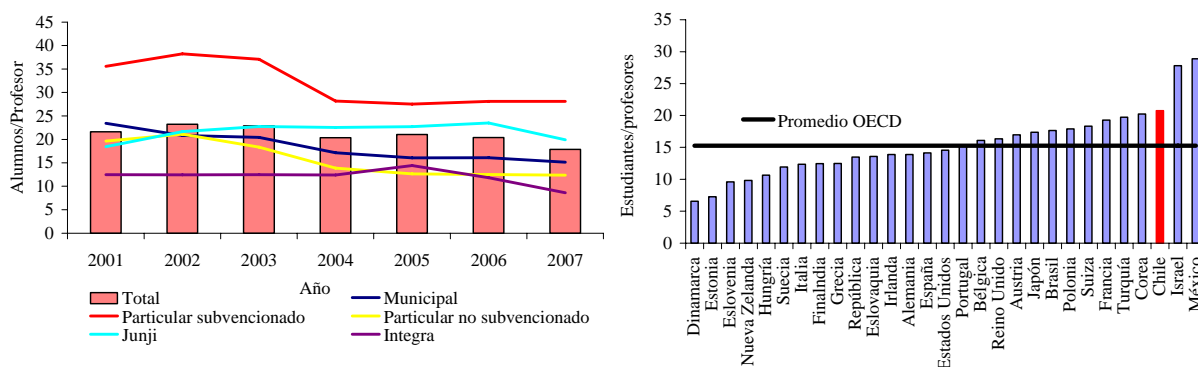 Alumnos/Profesor
45
40
35
30
25
20
15
10
5
0
2001 2002 2003 2004 2005 2006 2007
Año
Total Municipal
Particular subvencionado Particular no subvencionado
Junji Integra
Estudiantes/profesores
35
30
25
20
15
10
5
0
Promedio OECD
Dinamarca
Estonia
Eslovenia
Nueva Zelanda
Hungría
Suecia
Italia
Finalndia
Grecia
República
Eslovaquia
Irlanda
Alemania
España
Estados Unidos
Portugal
Bélgica
Reino Unido
Austria
Japón
Brasil
Polonia
Suiza
Francia
Turquía
Corea
Chile
Israel
México